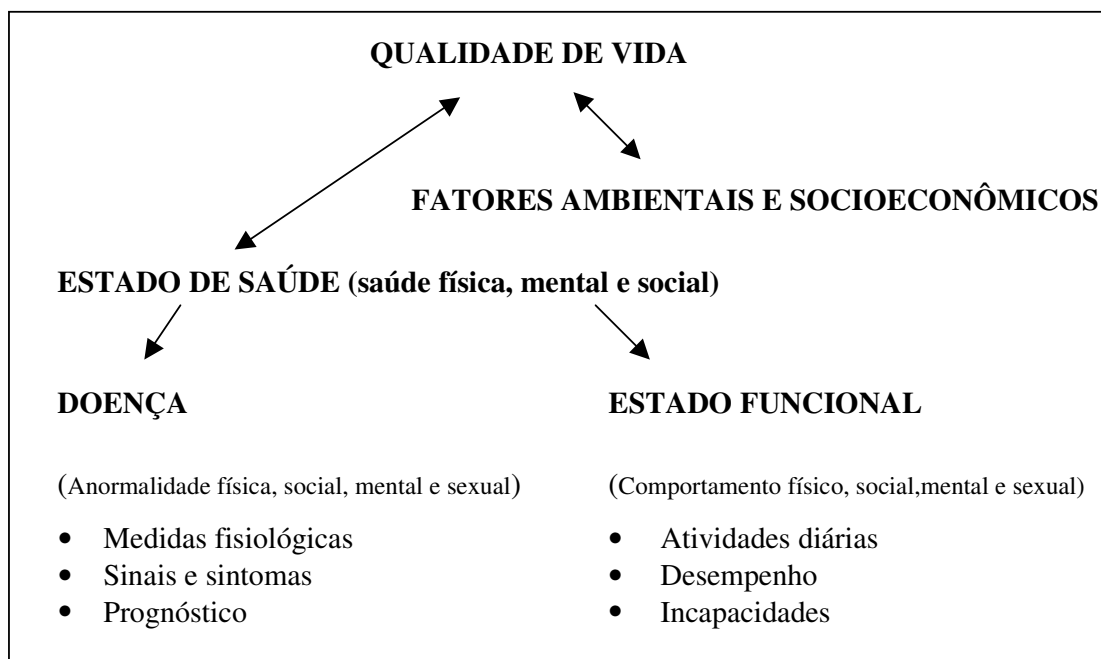 QUALIDADE DE VIDA
FATORES AMBIENTAIS E SOCIOECONÔMICOS
ESTADO DE SAÚDE (saúde física, mental e social)
DOENÇA
(Anormalidade física, social, mental e sexual)
• Medidas fisiológicas
• Sinais e sintomas
• Prognóstico
ESTADO FUNCIONAL
(Comportamento físico, social,mental e sexual)
• Atividades diárias
• Desempenho
• Incapacidades